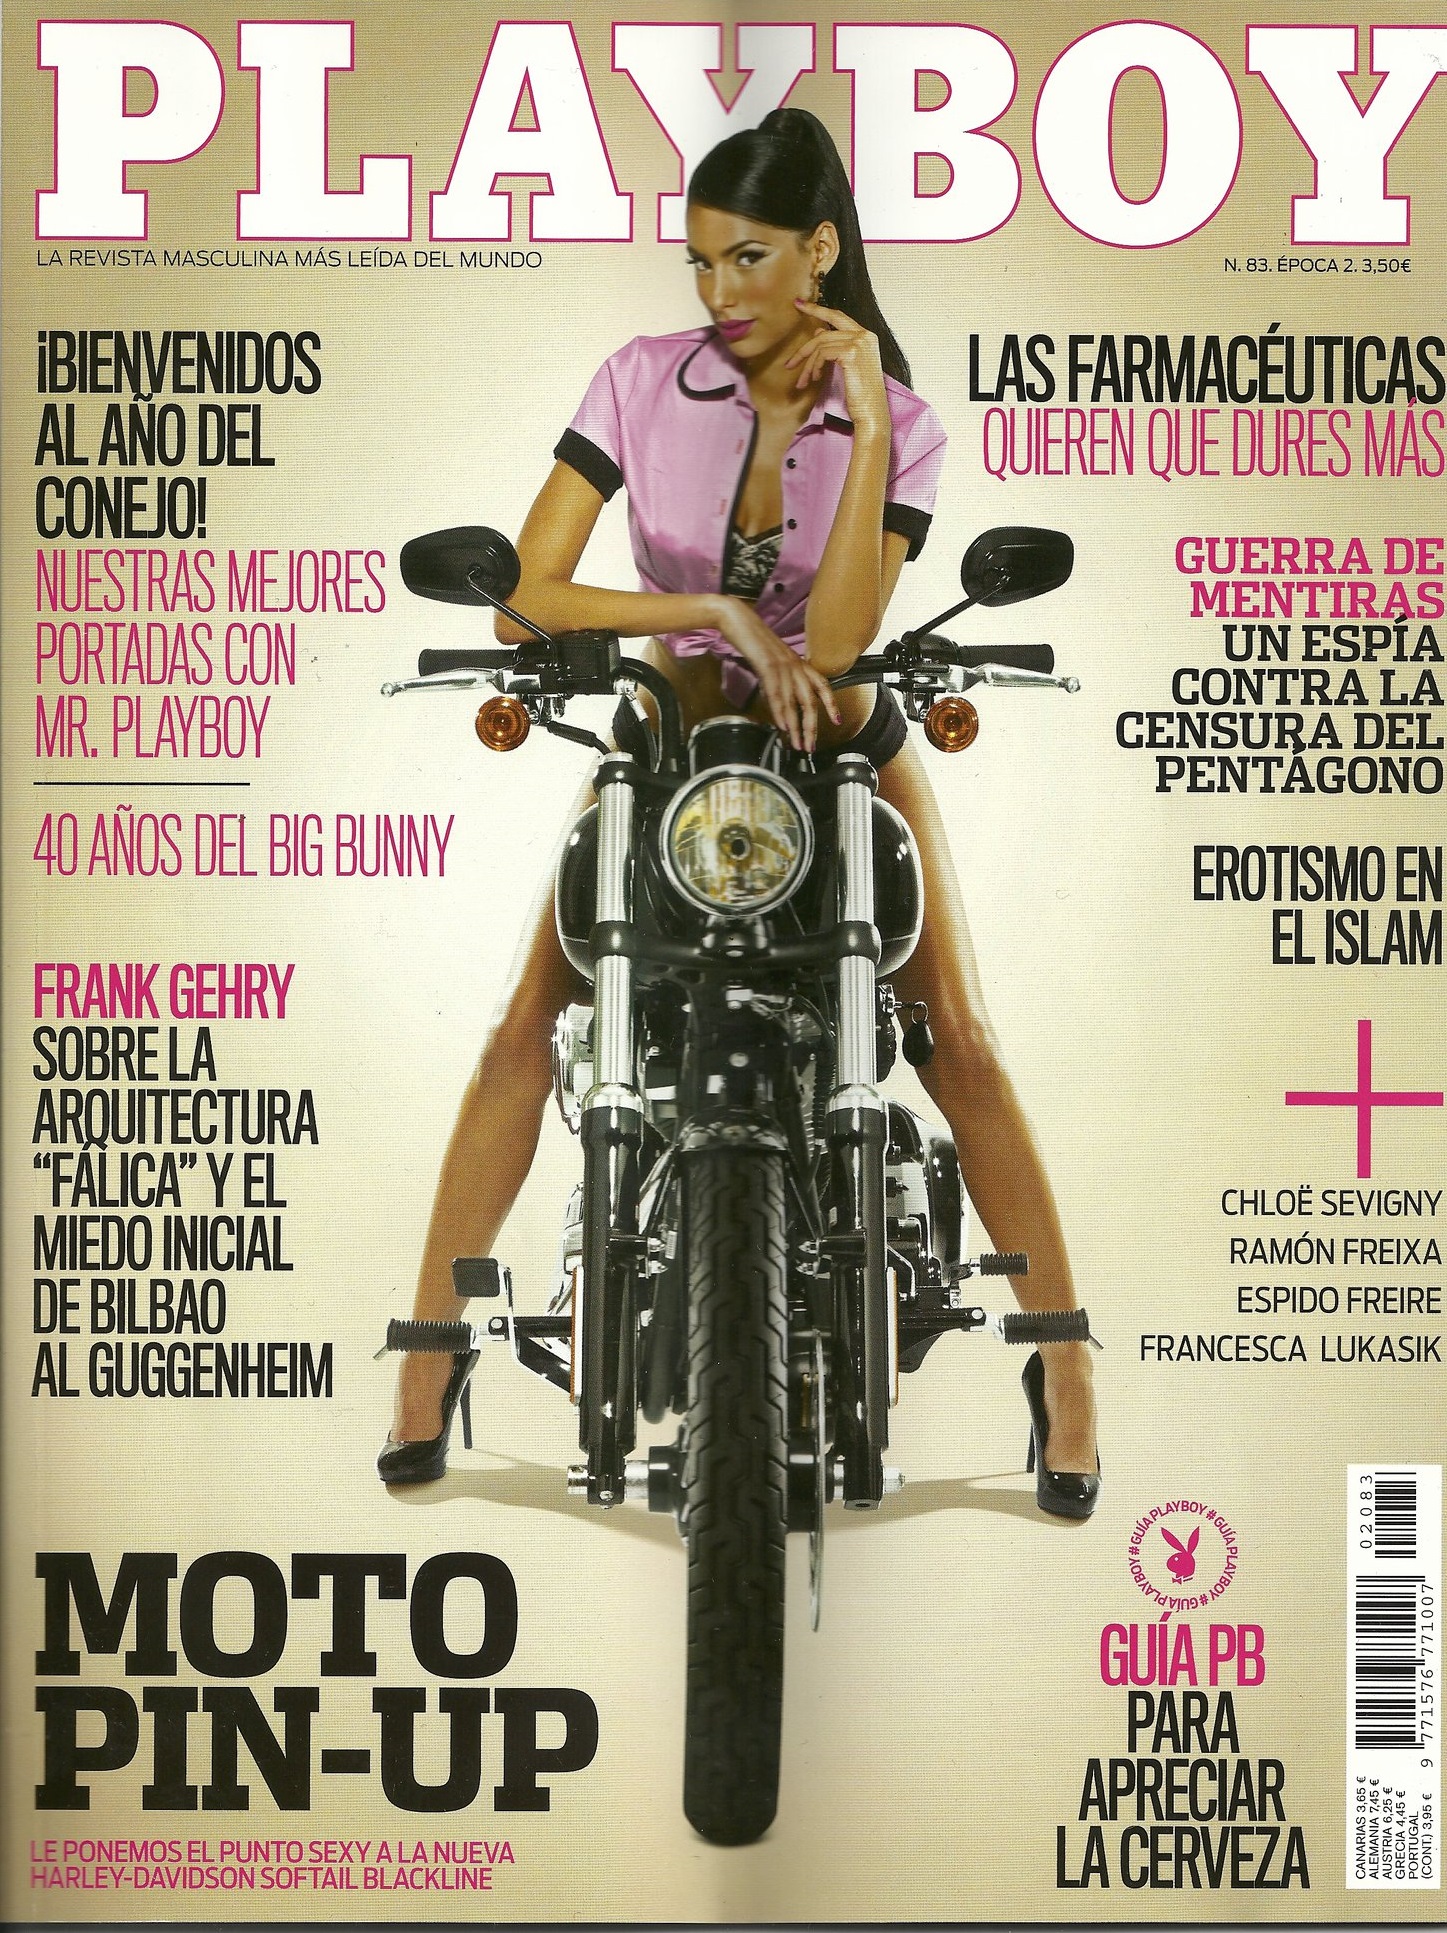 PLAYBOY
LA REVISTA MASCULINA MÁS LEÍDA DEL MUNDO
N. 83. ÉPOCA 2. 3,50€
¡BIENVENIDOS
AL AÑO DEL
CONEJO!
NUESTRAS MEJORES
PORTADAS CON
MR. PLAYBOY
40 AÑOS DEL BIG BUNNY
FRANK GEHRY
SOBRE LA
ARQUITECTURA
“FÁLICA” Y EL
MIEDO INICIAL
DE BILBAO
AL GUGGENHEIM
MOTO
PIN-UP
LE PONEMOS EL PUNTO SEXY A LA NUEVA
HARLEY-DAVIDSON SOFTAIL BLACKLINE
LAS FARMACÉUTICAS
QUIEREN QUE DURES MÁS
GUERRA DE
MENTIRAS
UN ESPÍA
CONTRA LA
CENSURA DEL
PENTÁGONO
EROTISMO EN
EL ISLAM
+
CHLOË SEVIGNY
RAMÓN FREIXA
ESPIDO FREIRE
FRANCESCA LUKASIK
#GUÍA PLAYBOY #GUÍA PLAYBOY #GUÍA PLAYBOY
GUÍA PB
PARA
APRECIAR
LA CERVEZA
02083
9 771576 771007
CANARIAS 3,65 €
ALEMANIA 7,45 €
AUSTRIA 6,25 €
GRECIA 4,45 €
PORTUGAL
(CONT.) 3,95 €